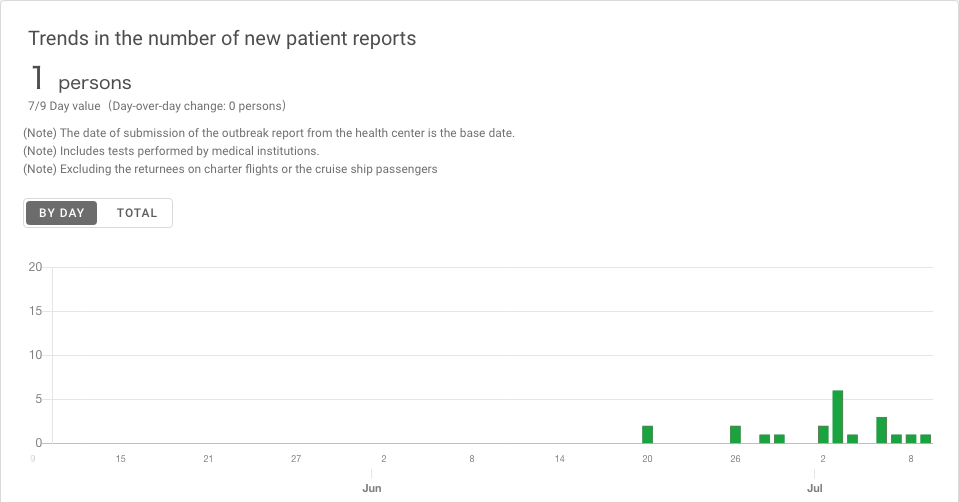 Trends in the number of new patient reports
1 persons
7/9 Day value（Day-over-day change: 0 persons）
(Note) The date of submission of the outbreak report from the health center is the base date.
(Note) Includes tests performed by medical institutions.
(Note) Excluding the returnees on charter flights or the cruise ship passengers
BY DAY TOTAL
20
15
10
5
0
9 15 21 27 2 8 14 20 26 2 8
Jun Jul